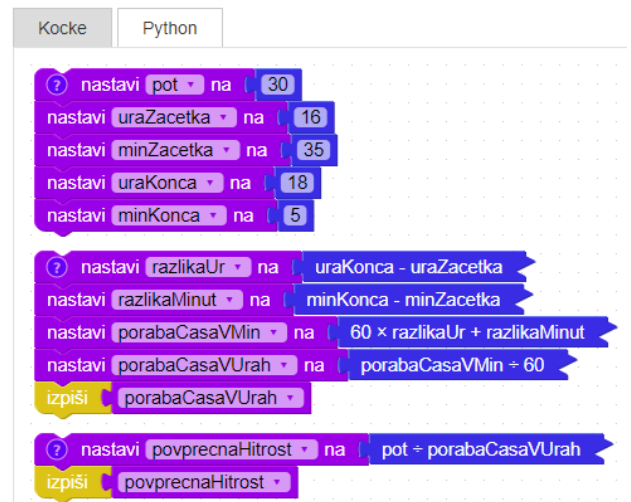 Kocke Python
? nastavi pot na 30
nastavi uraZacetka na 16
nastavi minZacetka na 35
nastavi uraKonca na 18
nastavi minKonca na 5
? nastavi razlikaUr na uraKonca - uraZacetka
nastavi razlikaMinut na minKonca - minZacetka
nastavi porabaCasaVMin na 60 × razlikaUr + razlikaMinut
nastavi porabaCasaVUrah na porabaCasaVMin ÷ 60
izpiši porabaCasaVUrah
? nastavi povprecnaHitrost na pot ÷ porabaCasaVUrah
izpiši povprecnaHitrost